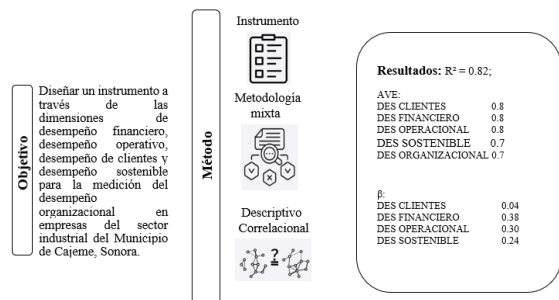 Objetivo
Diseñar un instrumento a
través de las
dimensiones de
desempeño financiero,
desempeño operativo,
desempeño de clientes y
desempeño sostenible
para la medición del
desempeño
organizacional en
empresas del sector
industrial del Municipio
de Cajeme, Sonora.
Método
Instrumento
Metodología
mixta
Descriptivo
Correlacional
?
=
Resultados: R² = 0.82;
AVE:
DES CLIENTES 0.8
DES FINANCIERO 0.8
DES OPERACIONAL 0.8
DES SOSTENIBLE 0.7
DES ORGANIZACIONAL 0.7
β:
DES CLIENTES 0.04
DES FINANCIERO 0.38
DES OPERACIONAL 0.30
DES SOSTENIBLE 0.24